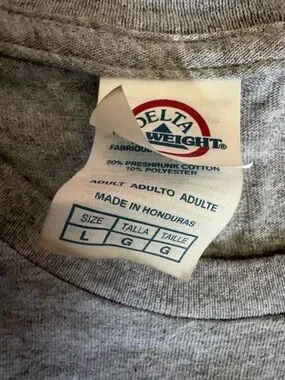 DELTA
WEIGHT®
90% PRESHRUNK COTTON
10% POLYESTER
ADULT ADULTO ADULTE
MADE IN HONDURAS
SIZE TALLA TAILLE
L G G